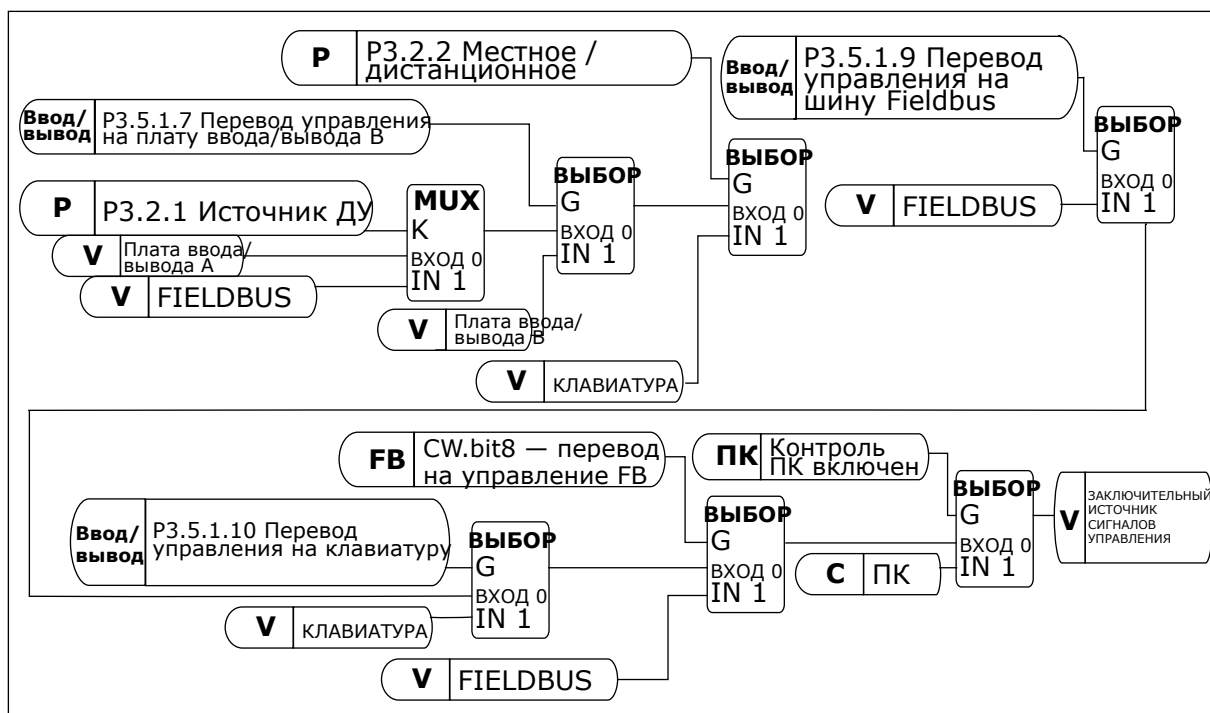 P
P3.2.2 Местное /
дистанционное
Ввод/
вывод
P3.5.1.9 Перевод
управления на
шину Fieldbus
Ввод/
вывод
P3.5.1.7 Перевод управления
на плату ввода/вывода B
ВЫБОР
G
ВХОД 0
IN 1
P
P3.2.1 Источник ДУ
MUX
K
ВХОД 0
IN 1
ВЫБОР
G
ВХОД 0
IN 1
ВЫБОР
G
ВХОД 0
IN 1
V
FIELDBUS
V
Плата ввода/
вывода A
V
FIELDBUS
V
Плата ввода/
вывода B
V
КЛАВИАТУРА
FB
CW.bit8 — перевод
на управление FB
ПК
Контроль
ПК включен
ВЫБОР
G
ВХОД 0
IN 1
V
ЗАКЛЮЧИТЕЛЬНЫЙ
ИСТОЧНИК
СИГНАЛОВ
УПРАВЛЕНИЯ
Ввод/
вывод
P3.5.1.10 Перевод
управления на клавиатуру
ВЫБОР
G
ВХОД 0
IN 1
ВЫБОР
G
ВХОД 0
IN 1
C
ПК
V
КЛАВИАТУРА
V
FIELDBUS